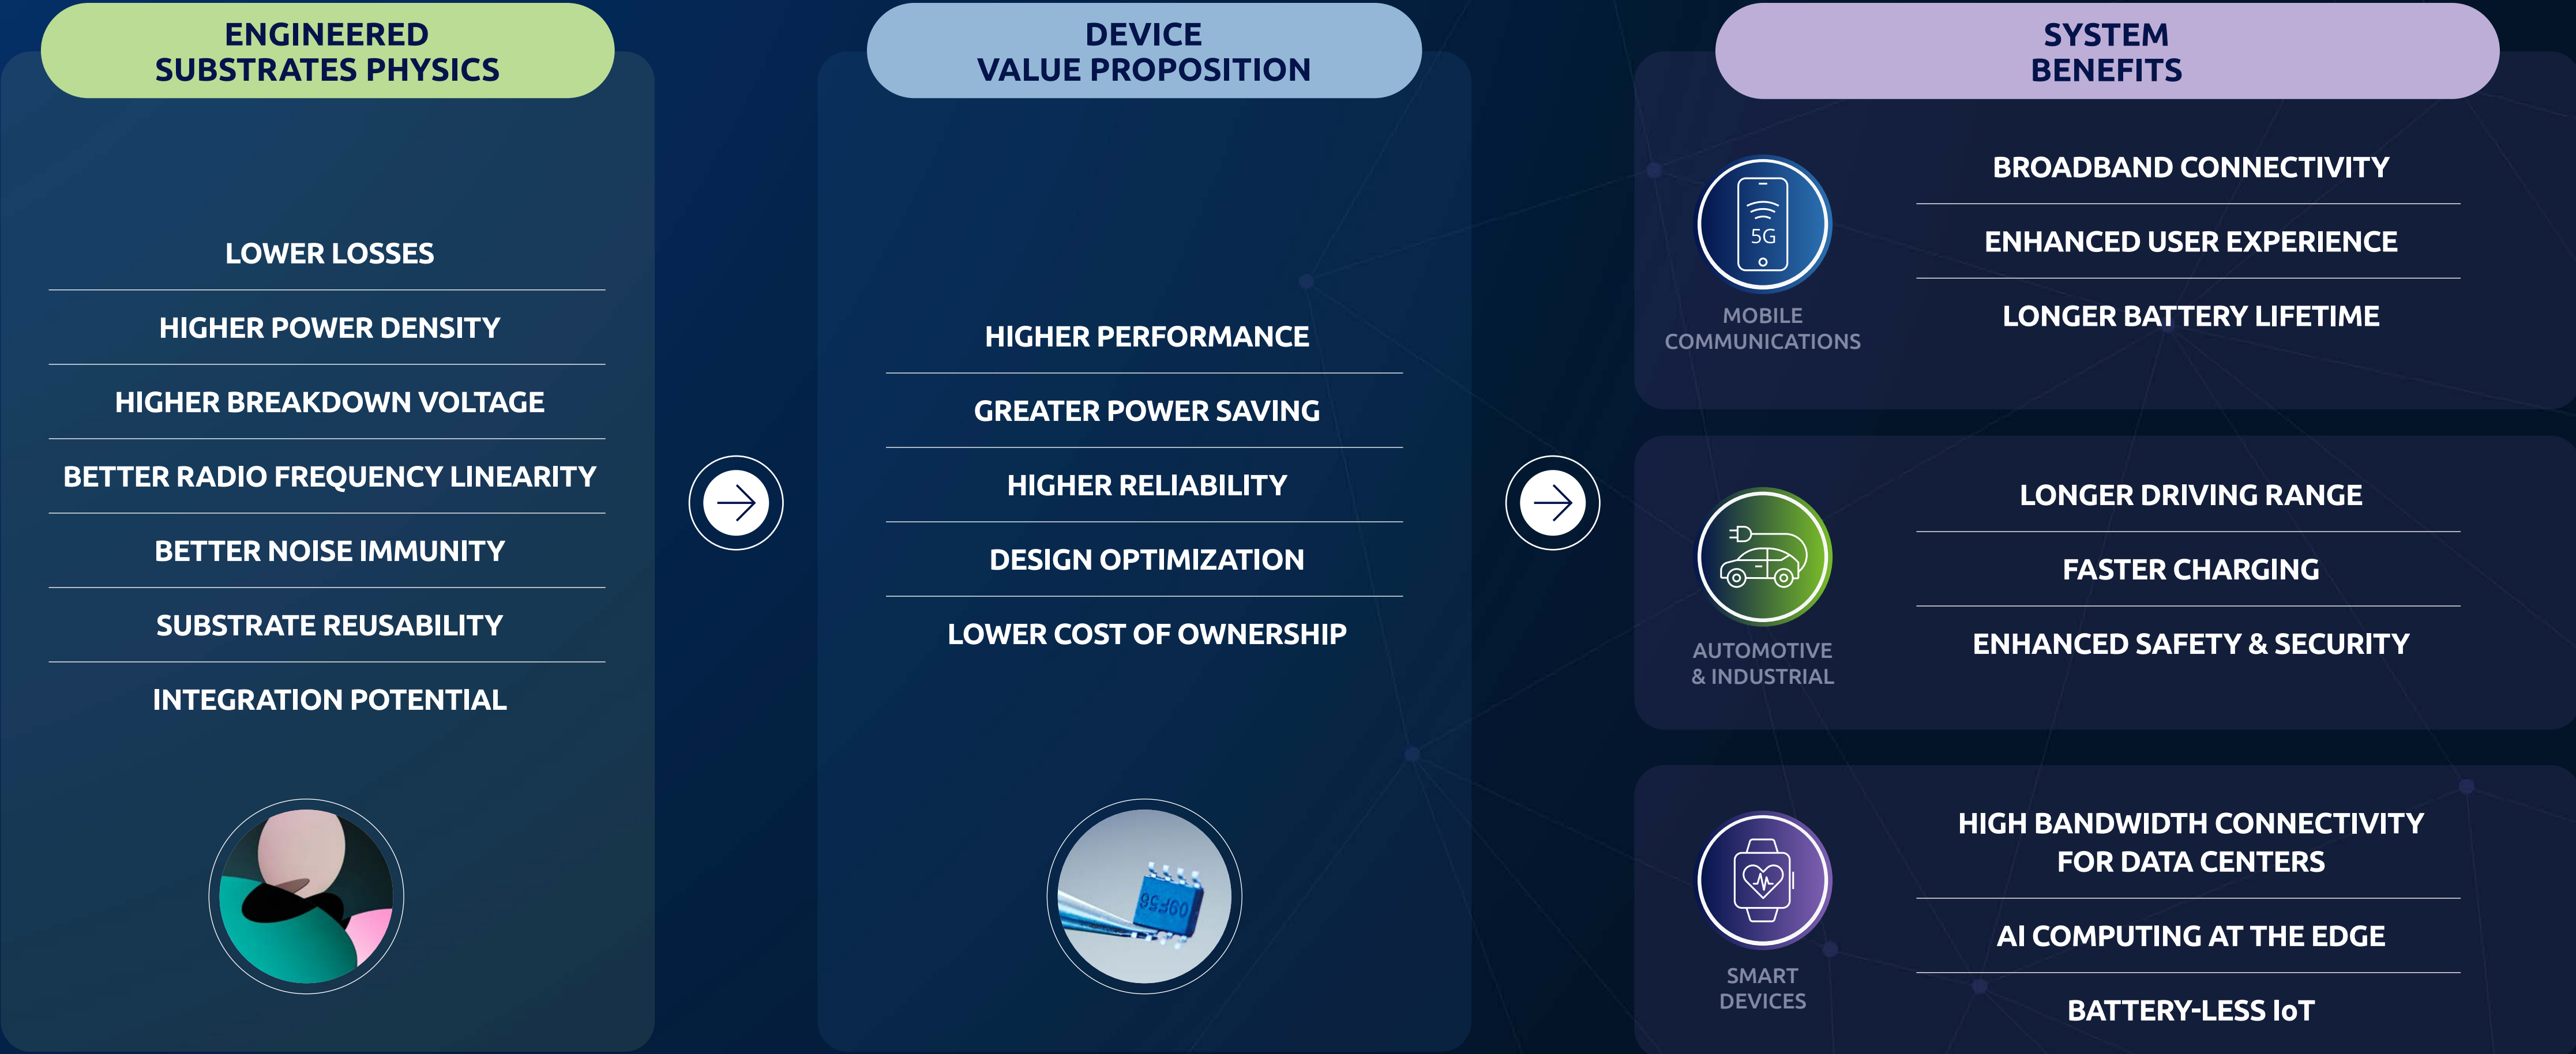 ENGINEERED
SUBSTRATES PHYSICS
LOWER LOSSES
HIGHER POWER DENSITY
HIGHER BREAKDOWN VOLTAGE
BETTER RADIO FREQUENCY LINEARITY
BETTER NOISE IMMUNITY
SUBSTRATE REUSABILITY
INTEGRATION POTENTIAL
DEVICE
VALUE PROPOSITION
HIGHER PERFORMANCE
GREATER POWER SAVING
HIGHER RELIABILITY
DESIGN OPTIMIZATION
LOWER COST OF OWNERSHIP
09F56
SYSTEM
BENEFITS
5G
MOBILE
COMMUNICATIONS
BROADBAND CONNECTIVITY
ENHANCED USER EXPERIENCE
LONGER BATTERY LIFETIME
AUTOMOTIVE
& INDUSTRIAL
LONGER DRIVING RANGE
FASTER CHARGING
ENHANCED SAFETY & SECURITY
SMART
DEVICES
HIGH BANDWIDTH CONNECTIVITY
FOR DATA CENTERS
AI COMPUTING AT THE EDGE
BATTERY-LESS IoT